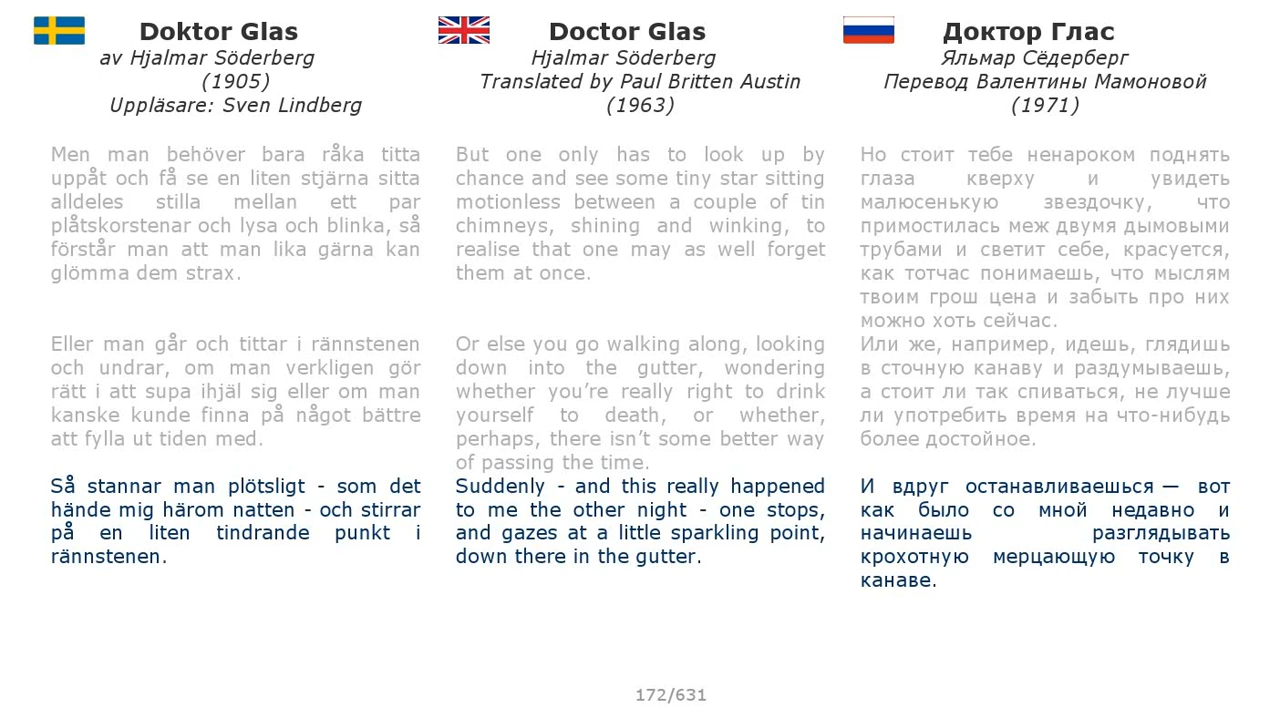 Doktor Glas
av Hjalmar Söderberg
(1905)
Uppläsare: Sven Lindberg
Men man behöver bara råka titta
uppåt och få se en liten stjärna sitta
alldeles stilla mellan ett par
plåtskorstenar och lysa och blinka, så
förstår man att man lika gärna kan
glömma dem strax.
Eller man går och tittar i rännstenen
och undrar, om man verkligen gör
rätt i att supa ihjäl sig eller om man
kanske kunde finna på något bättre
att fylla ut tiden med.
Så stannar man plötsligt - som det
hände mig härom natten - och stirrar
på en liten tindrande punkt i
rännstenen.
Doctor Glas
Hjalmar Söderberg
Translated by Paul Britten Austin
(1963)
But one only has to look up by
chance and see some tiny star sitting
motionless between a couple of tin
chimneys, shining and winking, to
realise that one may as well forget
them at once.
Or else you go walking along, looking
down into the gutter, wondering
whether you’re really right to drink
yourself to death, or whether,
perhaps, there isn’t some better way
of passing the time.
Suddenly - and this really happened
to me the other night - one stops,
and gazes at a little sparkling point,
down there in the gutter.
Доктор Глас
Яльмар Сёдерберг
Перевод Валентины Мамоновой
(1971)
Но стоит тебе ненароком поднять
глаза кверху и увидеть
малюсенькую звездочку, что
примостилась меж двумя дымовыми
трубами и светит себе, красуется,
как тотчас понимаешь, что мыслям
твоим грош цена и забыть про них
можно хоть сейчас.
Или же, например, идешь, глядишь
в сточную канаву и раздумываешь,
а стоит ли так спиваться, не лучше
ли употребить время на что-нибудь
более достойное.
И вдруг останавливаешься — вот
как было со мной недавно и
начинаешь разглядывать
крохотную мерцающую точку в
канаве.
172/631